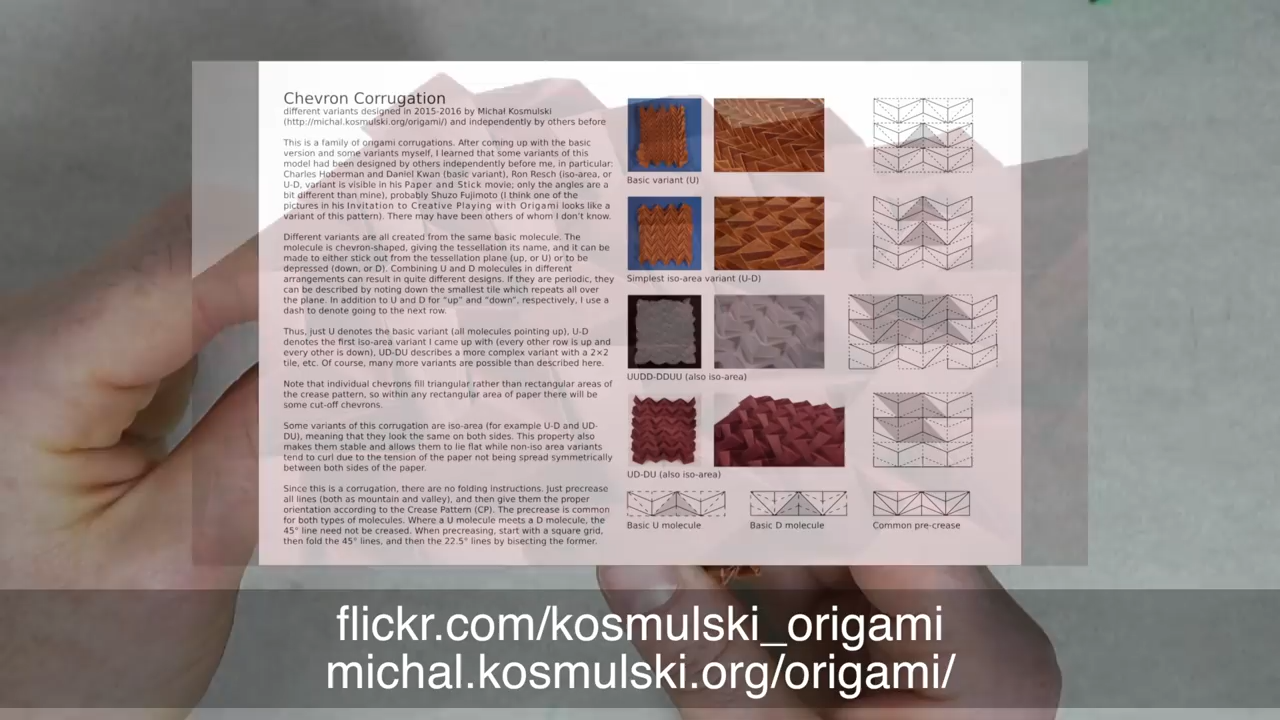 Chevron Corrugation
different variants designed in 2015-2016 by Michał Kosmulski
(http://michal.kosmulski.org/origami/) and independently by others before
This is a family of origami corrugations. After coming up with the basic
version and some variants myself, I learned that some variants of this
model had been designed by others independently before me, in particular:
Charles Hoberman and Daniel Kwan (basic variant), Ron Resch (iso-area, or
U-D, variant is visible in his Paper and Stick movie; only the angles are a
bit different than mine), probably Shuzo Fujimoto (I think one of the
pictures in his Invitation to Creative Playing with Origami looks like a
variant of this pattern). There may have been others of whom I don't know.
Different variants are all created from the same basic molecule. The
molecule is chevron-shaped, giving the tessellation its name, and it can be
made to either stick out from the tessellation plane (up, or U) or to be
depressed (down, or D). Combining U and D molecules in different
arrangements can result in quite different designs. If they are periodic, they
can be described by noting down the smallest tile which repeats all over
the plane. In addition to U and D for "up" and "down", respectively, I use a
dash to denote going to the next row.
Thus, just U denotes the basic variant (all molecules pointing up), U-D
denotes the first iso-area variant I came up with (every other row is up and
every other is down), UD-DU describes a more complex variant with a 2×2
tile, etc. Of course, many more variants are possible than described here.
Note that individual chevrons fill triangular rather than rectangular areas of
the crease pattern, so within any rectangular area of paper there will be
some cut-off chevrons.
Some variants of this corrugation are iso-area (for example U-D and UD-
DU), meaning that they look the same on both sides. This property also
makes them stable and allows them to lie flat while non-iso area variants
tend to curl due to the tension of the paper not being spread symmetrically
between both sides of the paper.
Since this is a corrugation, there are no folding instructions. Just precrease
all lines (both as mountain and valley), and then give them the proper
orientation according to the Crease Pattern (CP). The precrease is common
for both types of molecules. Where a U molecule meets a D molecule, the
45° line need not be creased. When precreasing, start with a square grid,
then fold the 45° lines, and then the 22.5° lines by bisecting the former.
Basic variant (U)
Simplest iso-area variant (U-D)
UUDD-DDUU (also iso-area)
UD-DU (also iso-area)
Basic U molecule
Basic D molecule
Common pre-crease
flickr.com/kosmulski_origami
michal.kosmulski.org/origami/